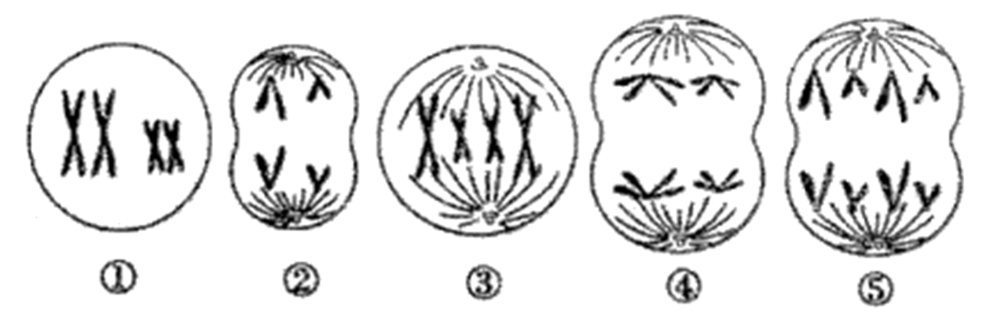 ① ② ③ ④ ⑤